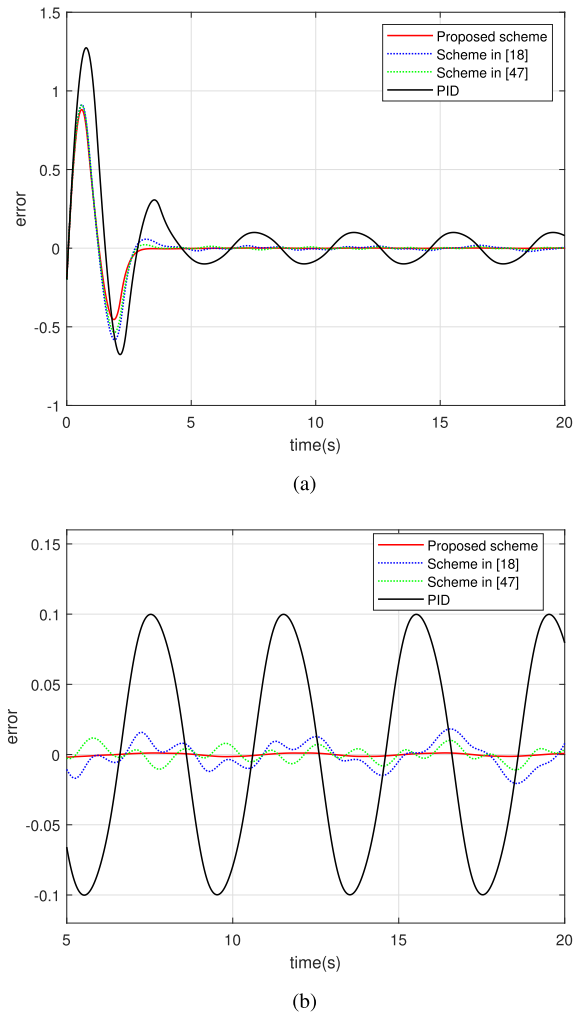 1.5
1
0.5
0
-0.5
-1
error
0
5
10
15
20
time(s)
Proposed scheme
Scheme in [18]
Scheme in [47]
PID
(a)
0.15
0.1
0.05
0
-0.05
-0.1
error
5
10
15
20
time(s)
Proposed scheme
Scheme in [18]
Scheme in [47]
PID
(b)